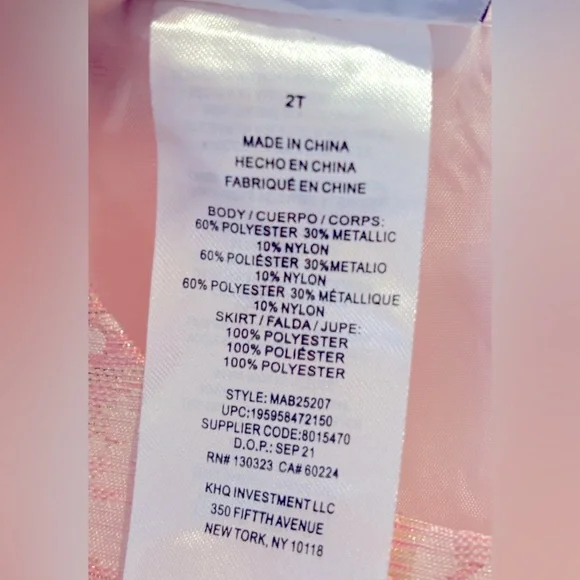 2T
MADE IN CHINA
HECHO EN CHINA
FABRIQUÉ EN CHINE
BODY / CUERPO / CORPS:
60% POLYESTER 30% METALLIC
10% NYLON
60% POLIÉSTER 30%METALIO
10% NYLON
60% POLYESTER 30% MÉTALLIQUE
10% NYLON
SKIRT / FALDA / JUPE:
100% POLYESTER
100% POLIÉSTER
100% POLYESTER
STYLE: MAB25207
UPC:195958472150
SUPPLIER CODE:8015470
D.O.P.: SEP 21
RN# 130323 CA# 60224
KHQ INVESTMENT LLC
350 FIFTTH AVENUE
NEW YORK, NY 10118